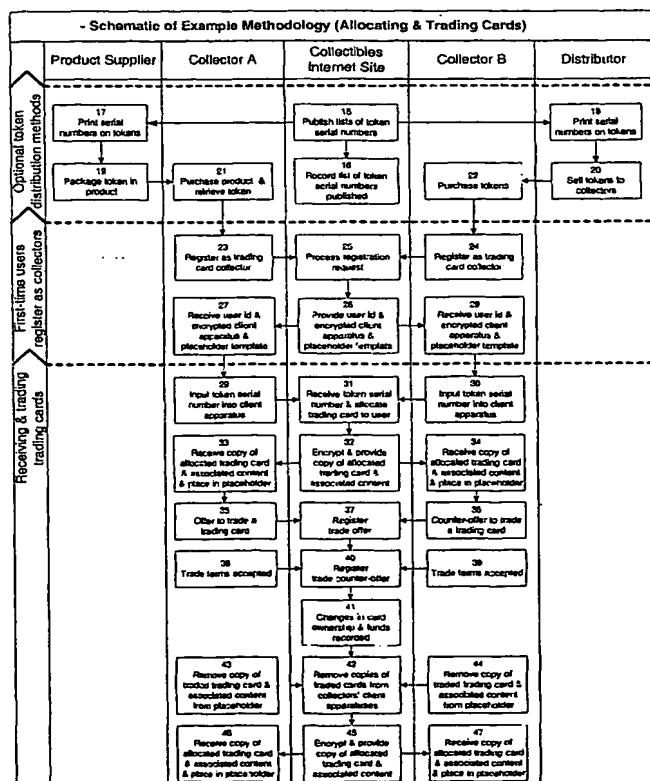 - Schematic of Example Methodology (Allocating & Trading Cards)
Product Supplier
Collector A
Collectibles
Internet Site
Collector B
Distributor
Optional token
distribution methods
17
Print serial
numbers on tokens
15
Publish lists of token
serial numbers
Print serial
numbers on tokens
19
Package token in
product
21
Purchase product &
retrieve token
16
Record list of token
serial numbers
published
22
Purchase tokens
20
Sell tokens to
collectors
First-time users
register as collectors
23
Register as trading
card collector
25
Process registration
request
24
Register as trading
card collector
27
Receive user id &
encrypted client
apparatus &
placeholder template
26
Provide user id &
encrypted client
apparatus &
placeholder template
Receive user id &
encrypted client
apparatus &
placeholder template
Receiving & trading
trading cards
29
Input token serial
number into client
apparatus
31
Receive token serial
number & allocate
trading card to user
30
Input token serial
number into client
apparatus
33
Receive copy of
allocated trading card
& associated content
& place in placeholder
32
Encrypt & provide
copy of allocated
trading card &
associated content
34
Receive copy of
allocated trading card
& associated content
& place in placeholder
35
Offer to trade a
trading card
37
Register
trade offer
36
Counter-offer to trade
a trading card
38
Trade terms accepted
40
Register
trade counter-offer
39
Trade terms accepted
41
Changes in card
ownership & funds
recorded
43
Remove copy of
traded trading card &
associated content
from placeholder
42
Remove copies of
traded cards from
collectors' client
apparatuses
44
Remove copy of
traded trading card &
associated content
from placeholder
46
Receive copy of
allocated trading card
& associated content
& place in placeholder
45
Encrypt & provide
copy of allocated
trading card &
associated content
47
Receive copy of
allocated trading card
& associated content
& place in placeholder